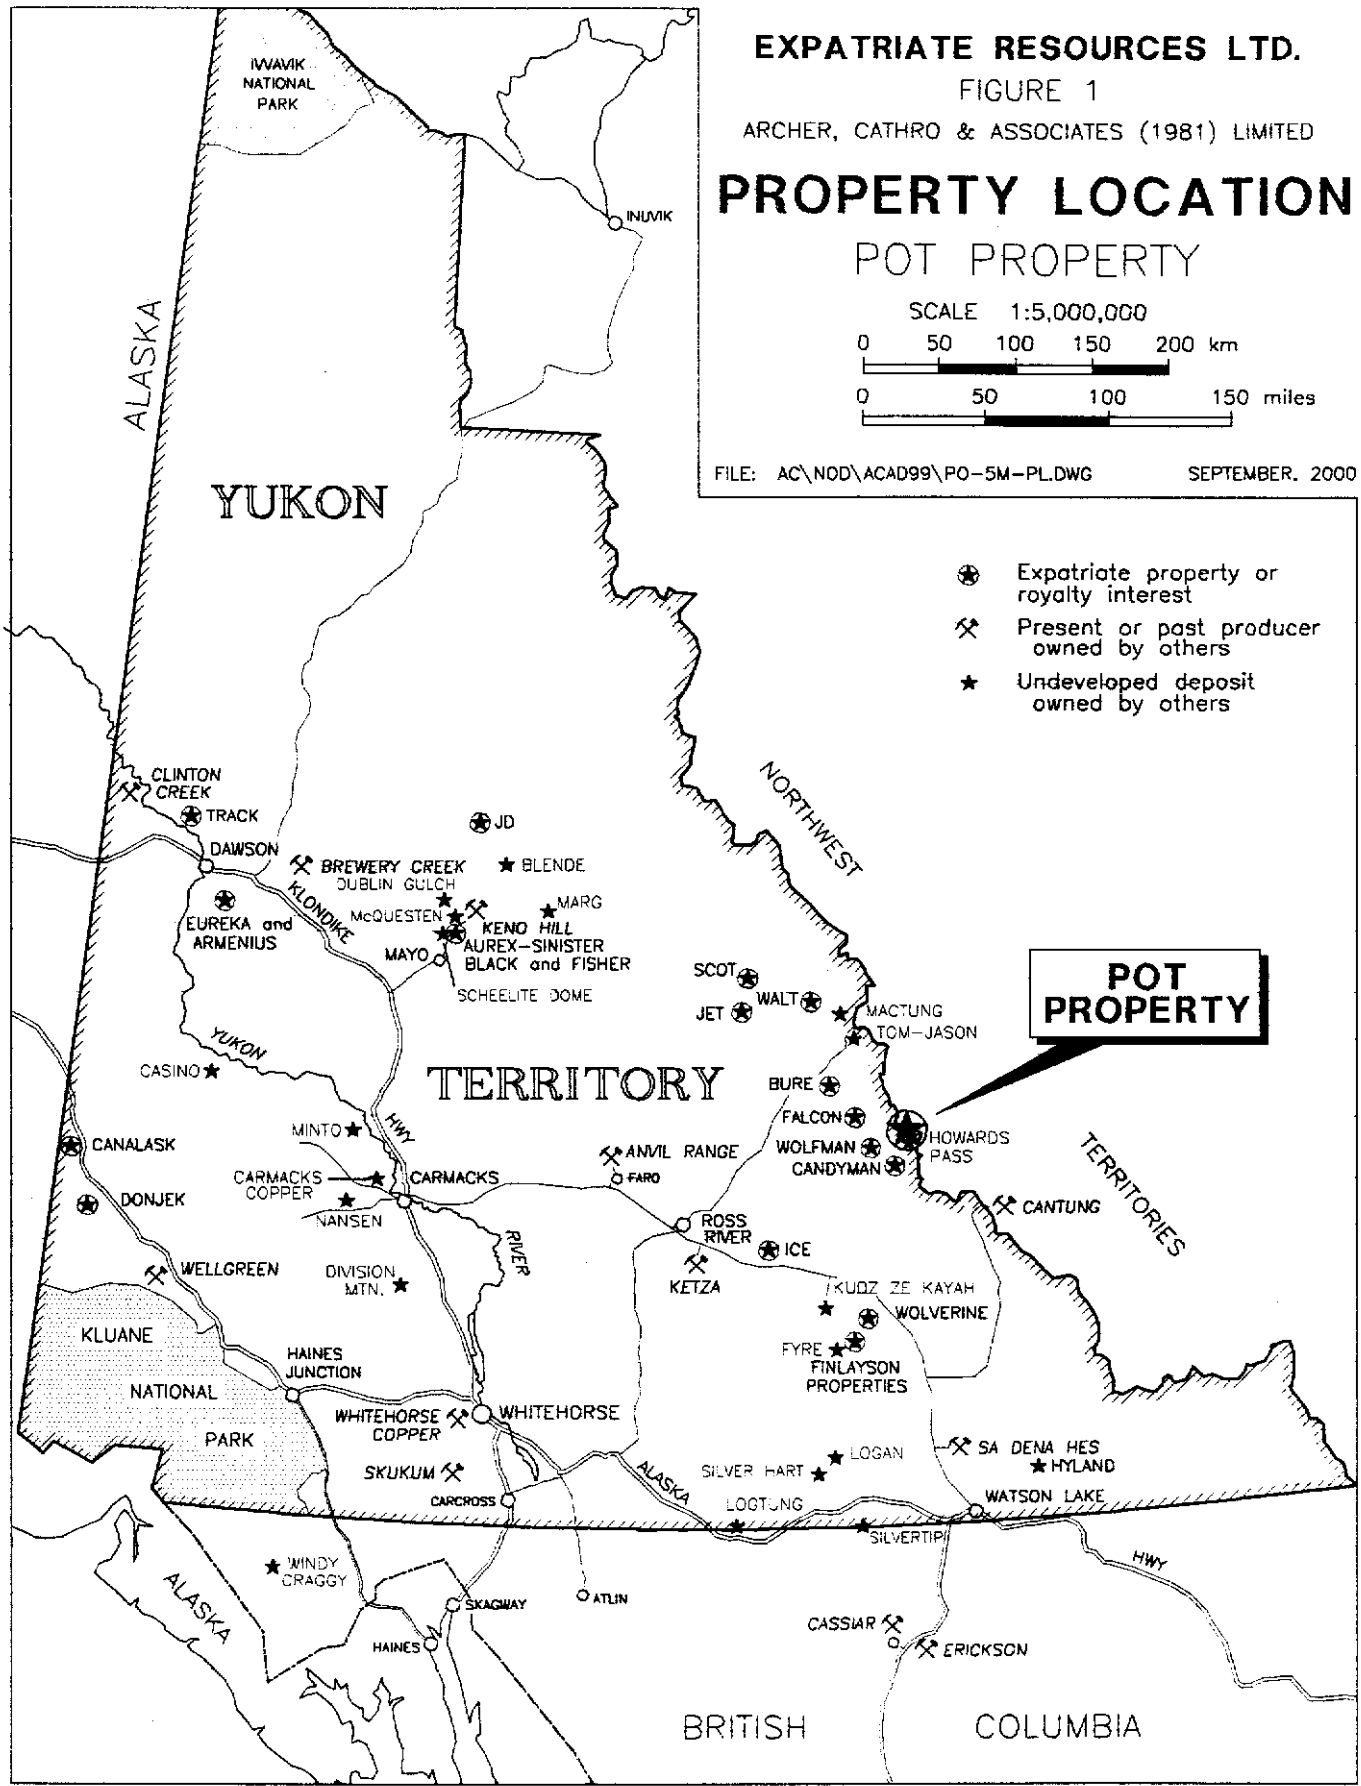 EXPATRIATE RESOURCES LTD.
FIGURE 1
ARCHER, CATHRO & ASSOCIATES (1981) LIMITED
PROPERTY LOCATION
POT PROPERTY
SCALE 1:5,000,000
0 50 100 150 200 km
0 50 100 150 miles
FILE: AC\NOD\ACAD99\PO-5M-PL.DWG SEPTEMBER. 2000
Expatriate property or
royalty interest
Present or past producer
owned by others
Undeveloped deposit
owned by others
IVVAVIK
NATIONAL
PARK
INUVIK
ALASKA
YUKON
NORTHWEST
CLINTON
CREEK
TRACK
JD
DAWSON
BREWERY CREEK
BLENDE
DUBLIN GULCH
KLONDIKE
EUREKA and
ARMENIUS
McQUESTEN
MARG
KENO HILL
AUREX-SINISTER
MAYO
BLACK and FISHER
SCHEELITE DOME
SCOT
WALT
JET
MACTUNG
TOM-JASON
POT
PROPERTY
YUKON
CASINO
TERRITORY
BURE
FALCON
HWY
MINTO
CANALASK
ANVIL RANGE
WOLFMAN
CANDYMAN
HOWARDS
PASS
TERRITORIES
CARMACKS
COPPER
CARMACKS
FARO
DONJEK
NANSEN
CANTUNG
ROSS
RIVER
RIVER
ICE
WELLGREEN
DIVISION
MTN.
KETZA
KUDZ ZE KAYAH
WOLVERINE
KLUANE
HAINES
JUNCTION
FYRE
FINLAYSON
PROPERTIES
NATIONAL
WHITEHORSE
COPPER
WHITEHORSE
PARK
SA DENA HES
LOGAN
HYLAND
SKUKUM
SILVER HART
ALASKA
CARCROSS
LOGTUNG
WATSON LAKE
SILVERTIP
HWY
WINDY
CRAGGY
ALASKA
SKAGWAY
ATLIN
HAINES
CASSIAR
ERICKSON
BRITISH COLUMBIA